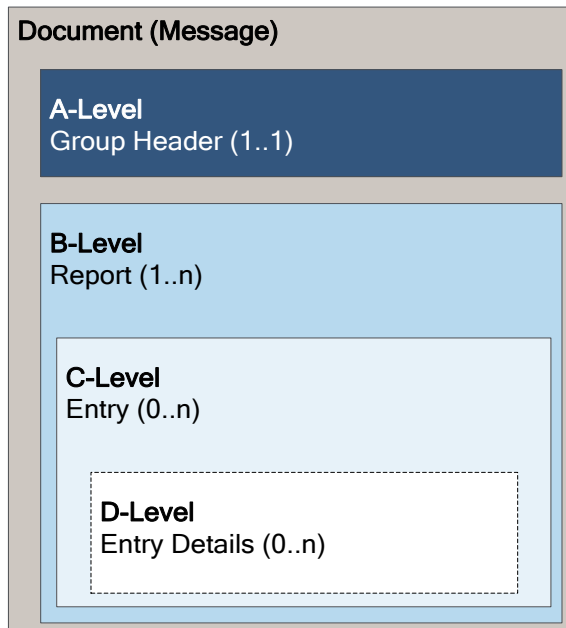 Document (Message)
A-Level
Group Header (1..1)
B-Level
Report (1..n)
C-Level
Entry (0..n)
D-Level
Entry Details (0..n)